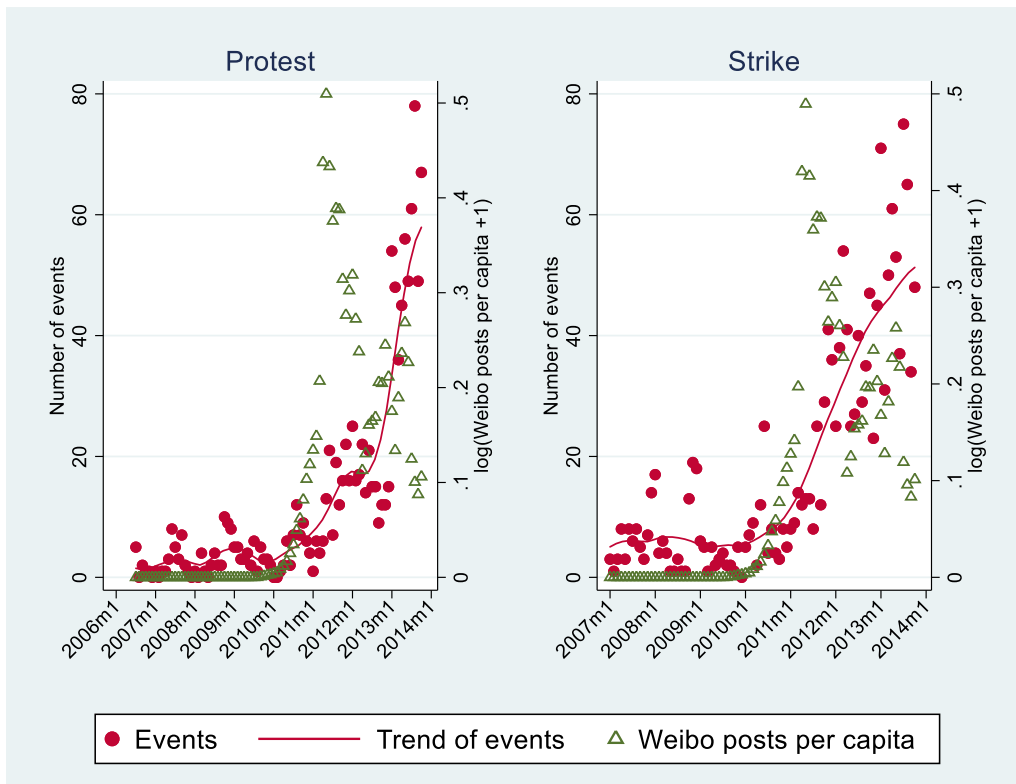 Protest
Number of events
0
20
40
60
80
0
.1
.2
.3
.4
.5
log(Weibo posts per capita +1)
2006m1
2007m1
2008m1
2009m1
2010m1
2011m1
2012m1
2013m1
2014m1
Strike
Number of events
0
20
40
60
80
0
.1
.2
.3
.4
.5
log(Weibo posts per capita +1)
2007m1
2008m1
2009m1
2010m1
2011m1
2012m1
2013m1
2014m1
Events
Trend of events
Weibo posts per capita